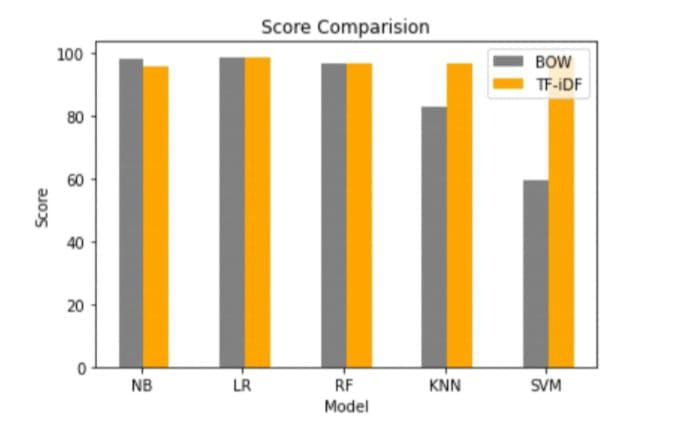 Score Comparision
100
80
60
40
20
0
Score
BOW
TF-iDF
NB LR RF KNN SVM
Model